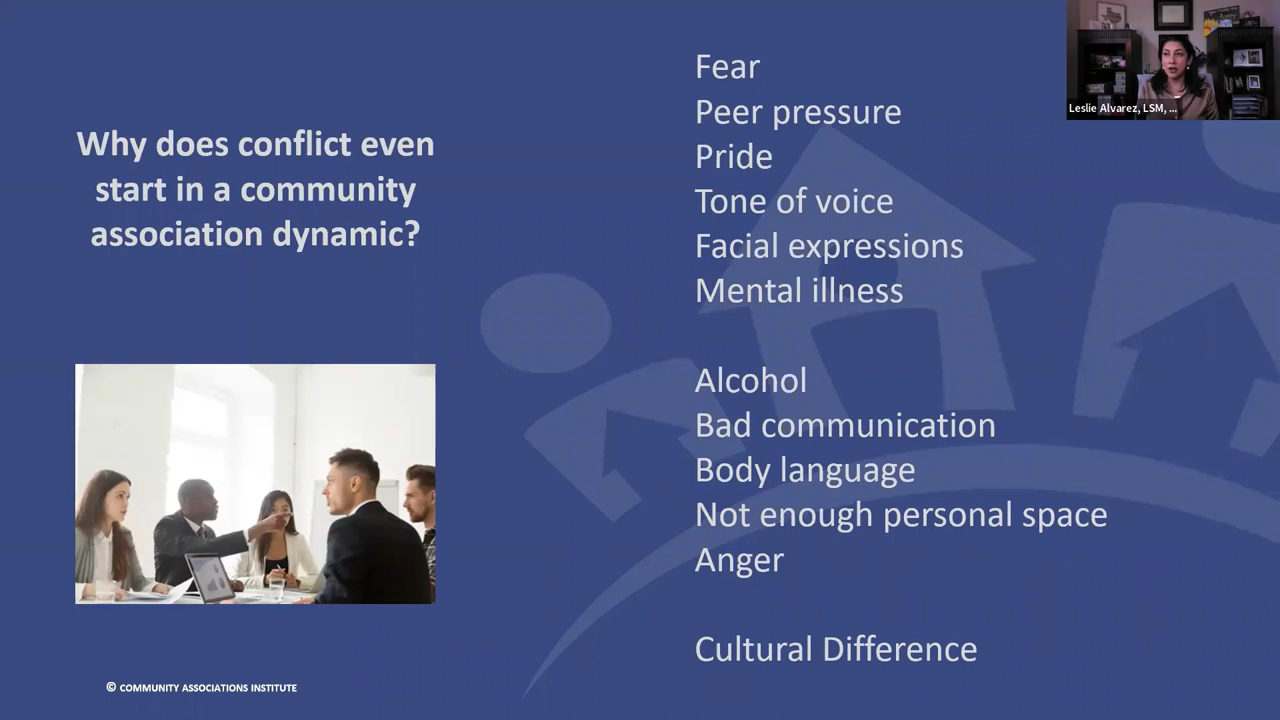 Why does conflict even
start in a community
association dynamic?
Fear
Peer pressure
Pride
Tone of voice
Facial expressions
Mental illness
Alcohol
Bad communication
Body language
Not enough personal space
Anger
Cultural Difference
© COMMUNITY ASSOCIATIONS INSTITUTE
Leslie Alvarez, LSM, ...